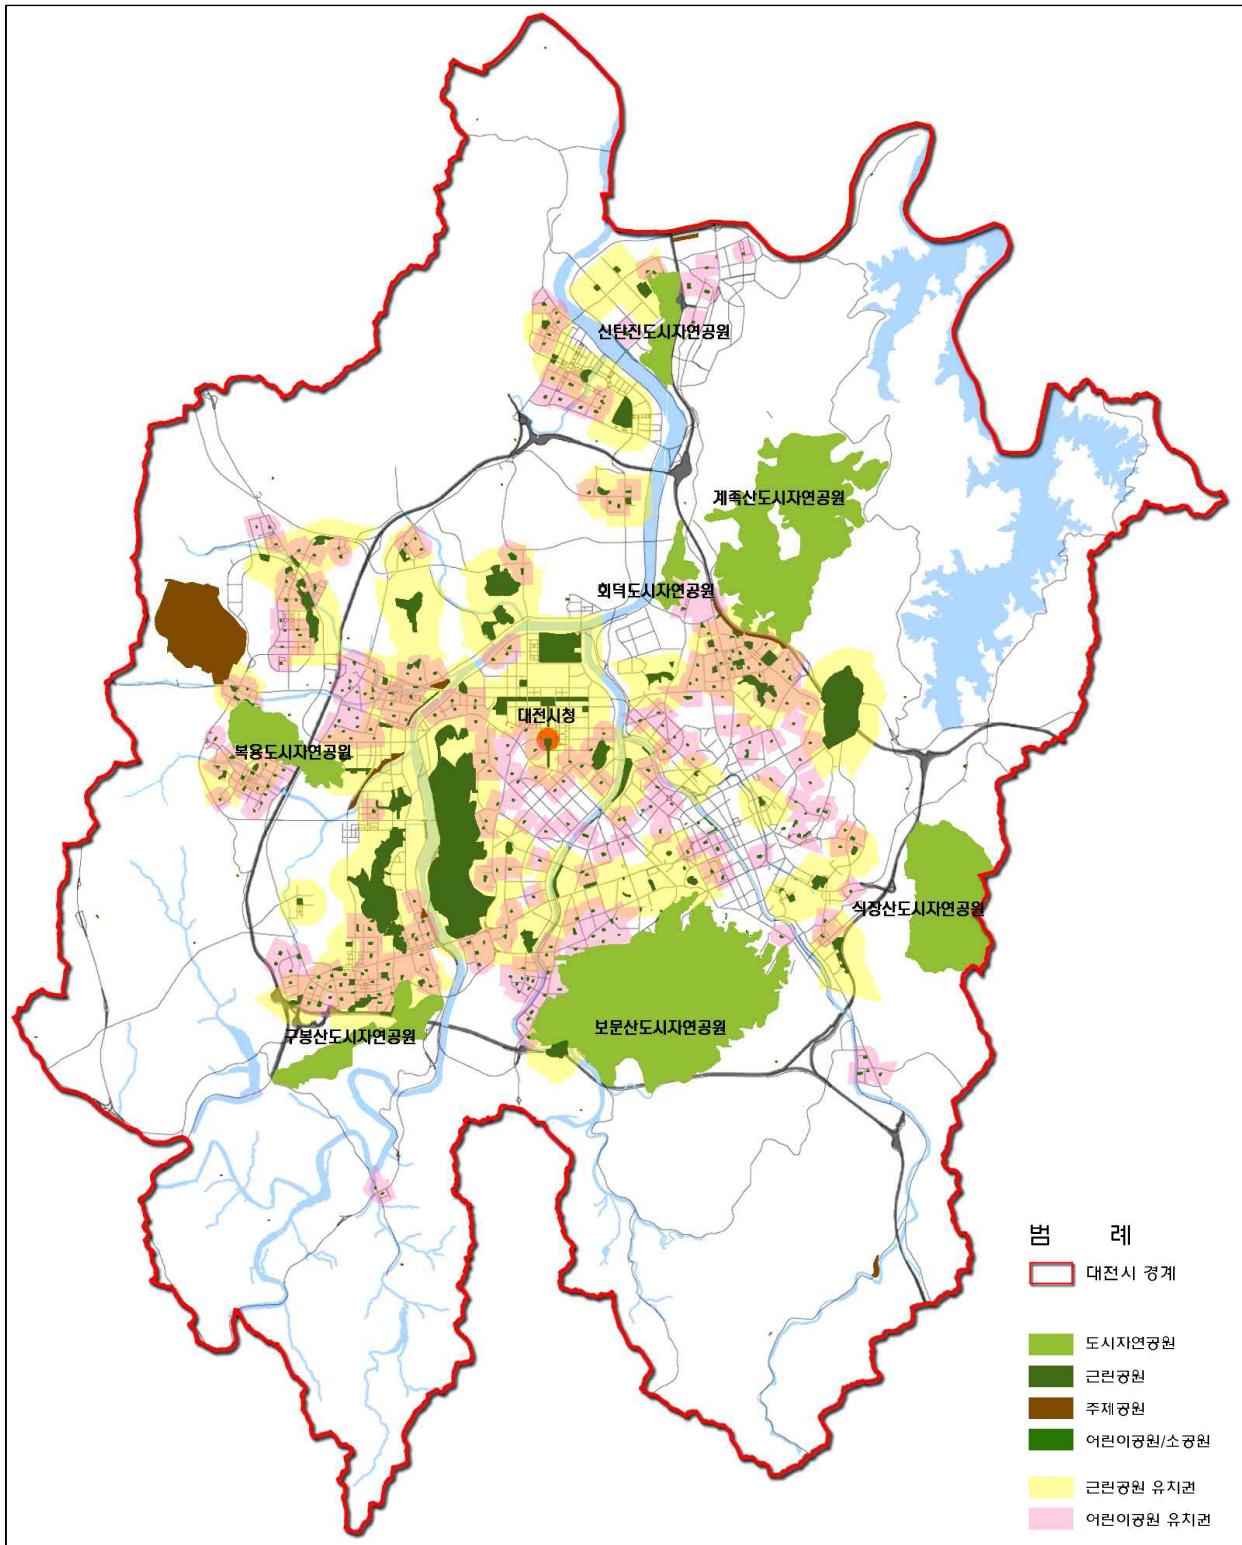 신탄진도시자연공원
계족산도시자연공원
회덕도시자연공원
대전시청
복용도시자연공원
식장산도시자연공원
보문산도시자연공원
구봉산도시자연공원
범 례
대전시 경계
도시자연공원
근린공원
주제공원
어린이공원/소공원
근린공원 유치권
어린이공원 유치권